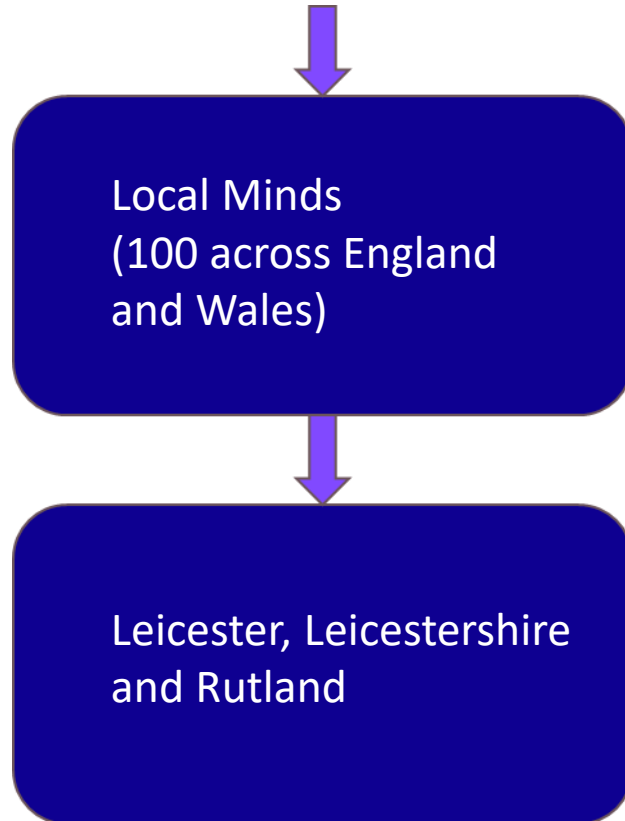 Local Minds
(100 across England
and Wales)
Leicester, Leicestershire
and Rutland